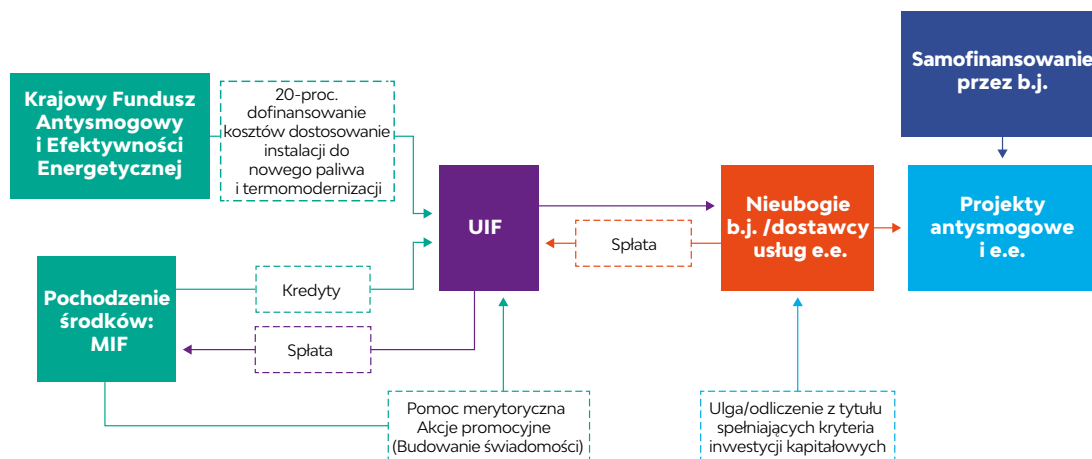 Krajowy Fundusz
Antysmogowy
i Efektywności
Energetycznej
20-proc.
dofinansowanie
kosztów dostosowanie
instalacji do
nowego paliwa
i termomodernizacji
Samofinansowanie
przez b.j.
UIF
Spłata
Nieubogie
b.j. /dostawcy
usług e.e.
Projekty
antysmogowe
i e.e.
Pochodzenie
środków:
MIF
Kredyty
Spłata
Pomoc merytoryczna
Akcje promocyjne
(Budowanie świadomości)
Ulga/odliczenie z tytułu
spełniających kryteria
inwestycji kapitałowych